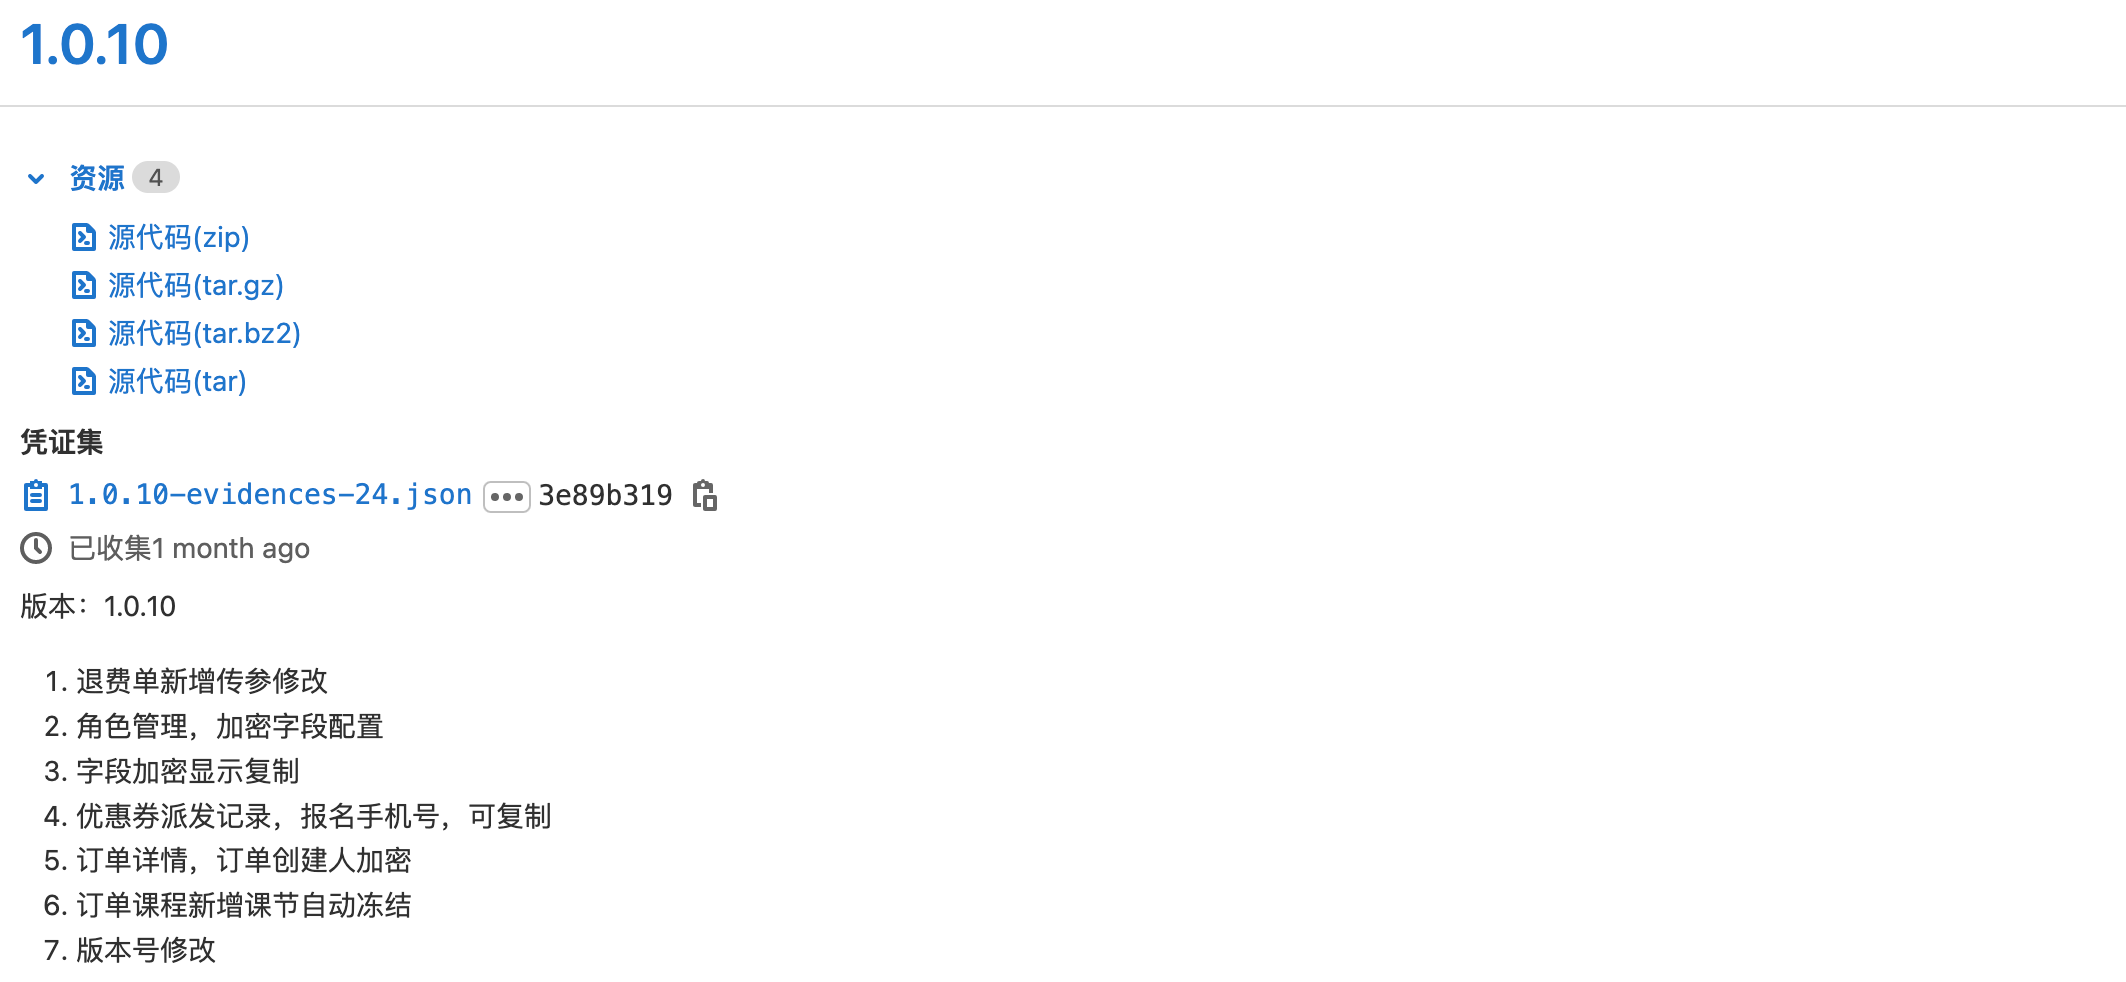 1.0.10
资源 4
源代码(zip)
源代码(tar.gz)
源代码(tar.bz2)
源代码(tar)
凭证集
1.0.10-evidences-24.json ••• 3e89b319
已收集1 month ago
版本：1.0.10
1. 退费单新增传参修改
2. 角色管理，加密字段配置
3. 字段加密显示复制
4. 优惠券派发记录，报名手机号，可复制
5. 订单详情，订单创建人加密
6. 订单课程新增课节自动冻结
7. 版本号修改